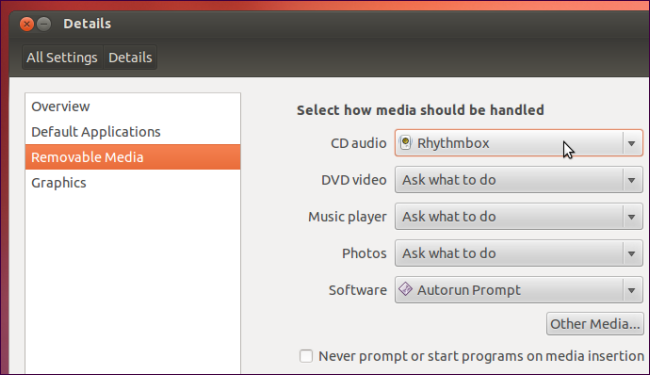 Details
All Settings Details
Overview
Default Applications
Removable Media
Graphics
Select how media should be handled
CD audio Rhythmbox
DVD video Ask what to do
Music player Ask what to do
Photos Ask what to do
Software Autorun Prompt
Other Media...
Never prompt or start programs on media insertion